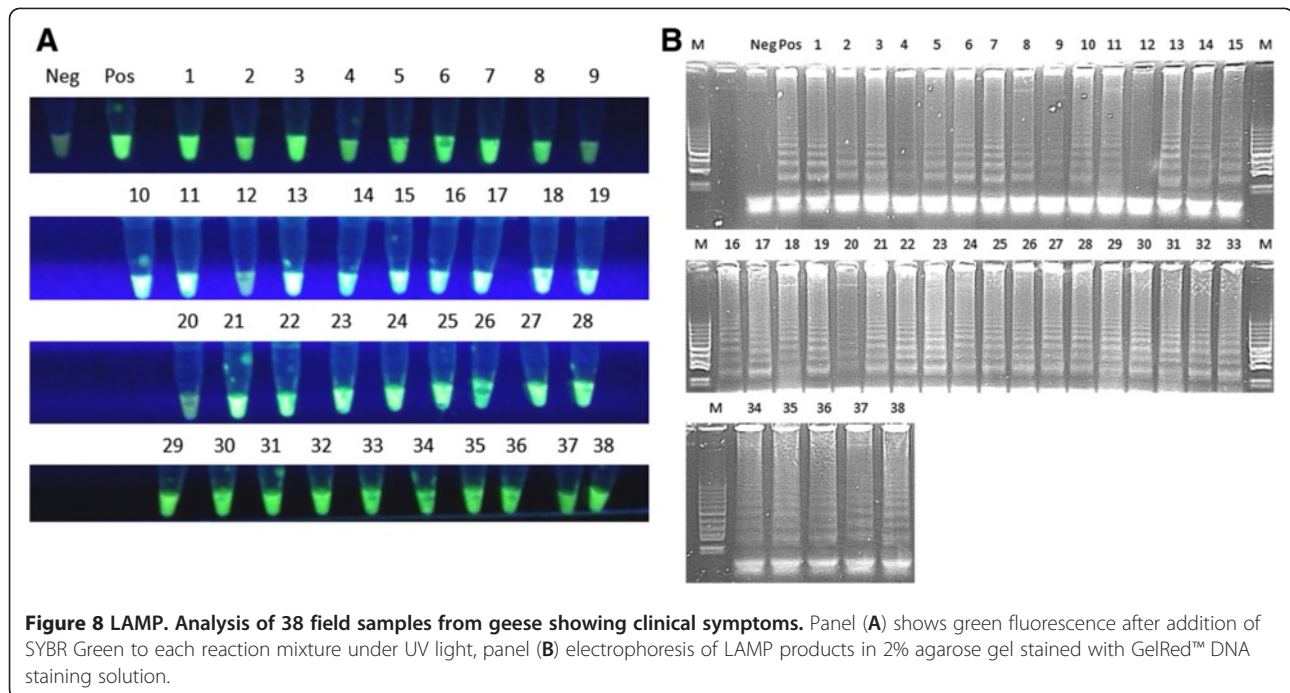 A
Neg Pos 1 2 3 4 5 6 7 8 9
10 11 12 13 14 15 16 17 18 19
20 21 22 23 24 25 26 27 28
29 30 31 32 33 34 35 36 37 38
B
M Neg Pos 1 2 3 4 5 6 7 8 9 10 11 12 13 14 15 M
M 16 17 18 19 20 21 22 23 24 25 26 27 28 29 30 31 32 33 M
M 34 35 36 37 38
Figure 8 LAMP. Analysis of 38 field samples from geese showing clinical symptoms. Panel (A) shows green fluorescence after addition of
SYBR Green to each reaction mixture under UV light, panel (B) electrophoresis of LAMP products in 2% agarose gel stained with GelRed™ DNA
staining solution.